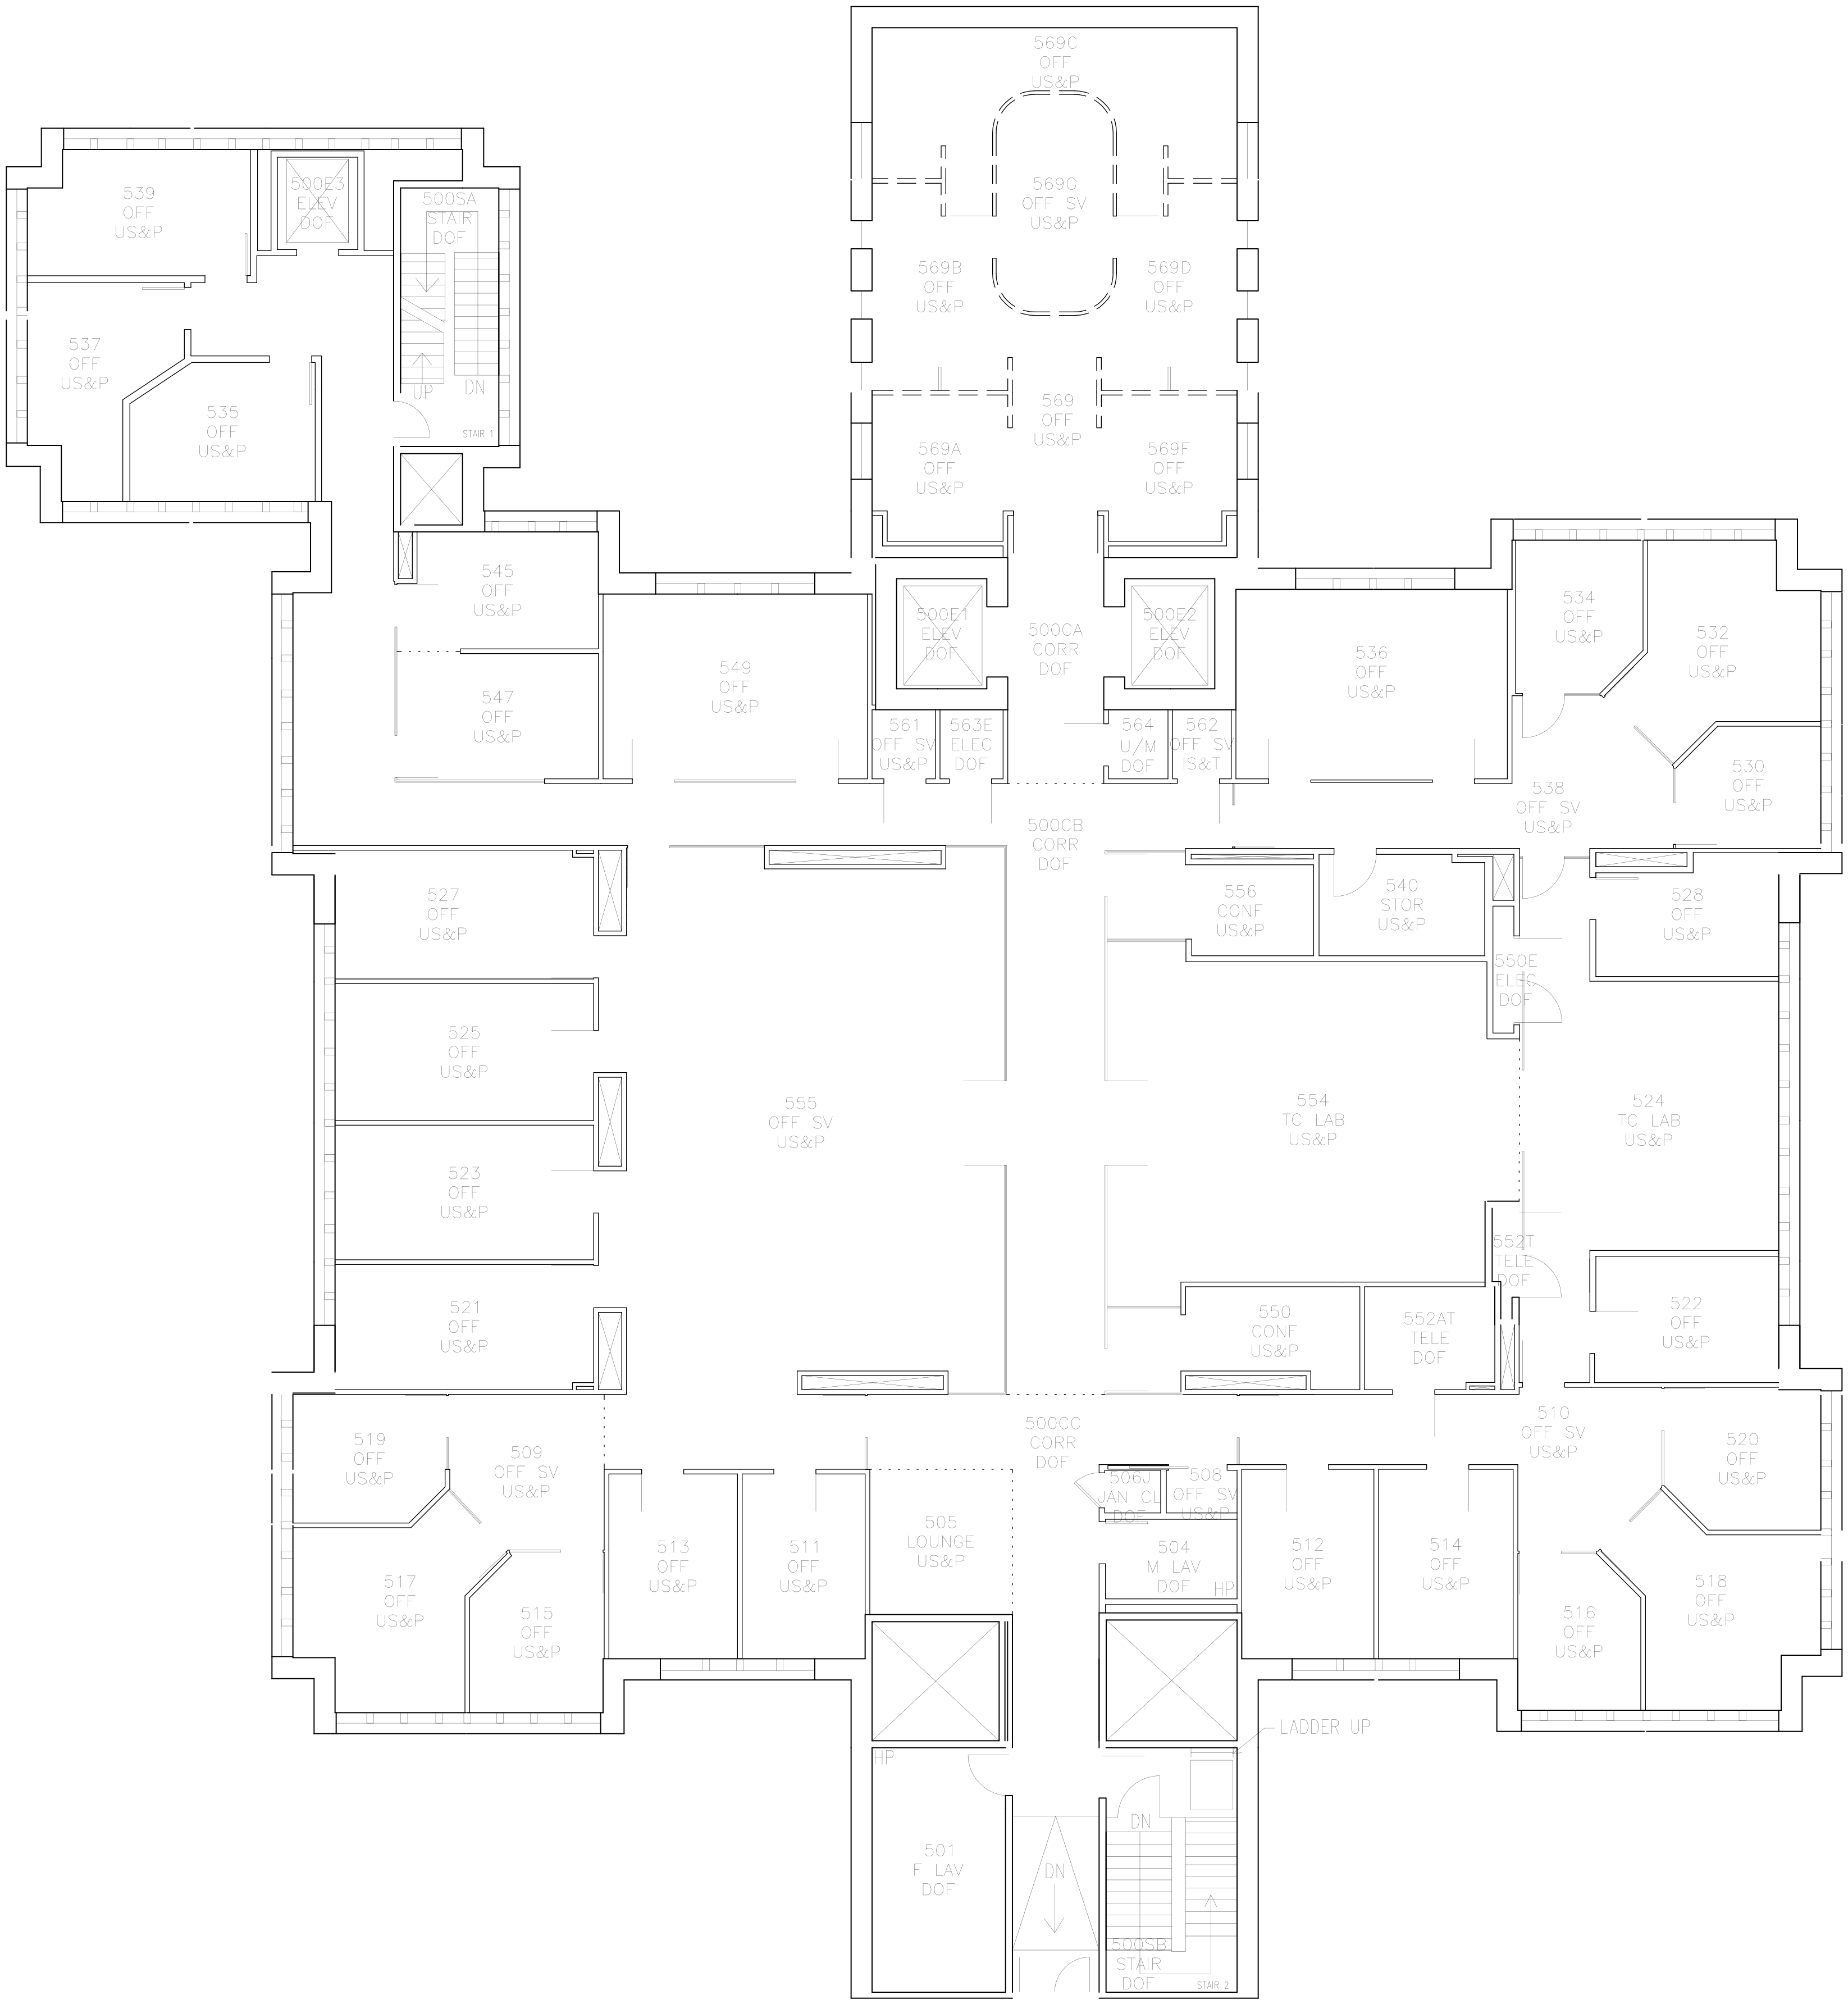 569C
OFF
US&P
539
OFF
US&P
500E3
ELEV
DOF
500SA
STAIR
DOF
569G
OFF SV
US&P
569B
OFF
US&P
569D
OFF
US&P
537
OFF
US&P
UP
DN
STAIR 1
535
OFF
US&P
569
OFF
US&P
569A
OFF
US&P
569F
OFF
US&P
545
OFF
US&P
534
OFF
US&P
500E1
ELEV
DOF
500CA
CORR
DOF
500E2
ELEV
DOF
532
OFF
US&P
549
OFF
US&P
536
OFF
US&P
547
OFF
US&P
561
OFF SV
US&P
563E
ELEC
DOF
564
U/M
DOF
562
OFF SV
IS&T
530
OFF
US&P
538
OFF SV
US&P
500CB
CORR
DOF
527
OFF
US&P
556
CONF
US&P
540
STOR
US&P
528
OFF
US&P
550E
ELEC
DOF
525
OFF
US&P
555
OFF SV
US&P
554
TC LAB
US&P
524
TC LAB
US&P
523
OFF
US&P
552T
TELE
DOF
521
OFF
US&P
550
CONF
US&P
552AT
TELE
DOF
522
OFF
US&P
519
OFF
US&P
509
OFF SV
US&P
500CC
CORR
DOF
510
OFF SV
US&P
520
OFF
US&P
506J
JAN CL
DOF
508
OFF SV
US&P
505
LOUNGE
US&P
513
OFF
US&P
511
OFF
US&P
504
M LAV
DOF
HP
512
OFF
US&P
514
OFF
US&P
517
OFF
US&P
515
OFF
US&P
516
OFF
US&P
518
OFF
US&P
LADDER UP
HP
DN
501
F LAV
DOF
DN
500SB
STAIR
DOF
STAIR 2